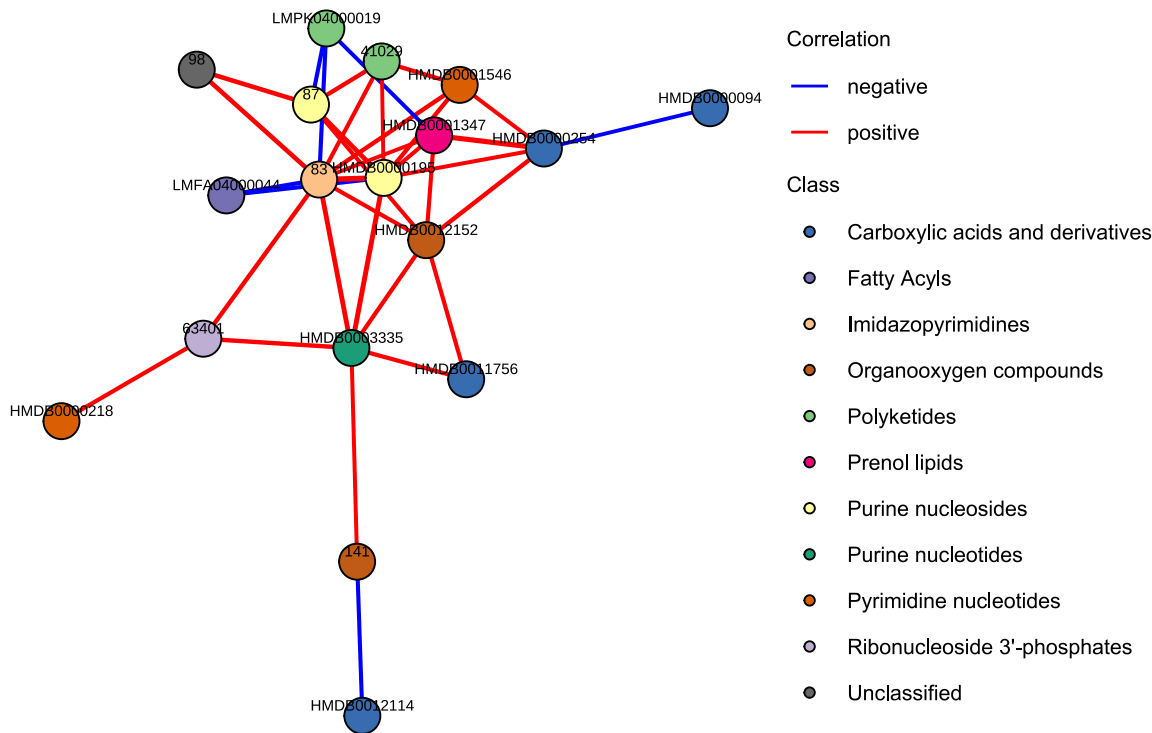 LMPK04000019
41029
98
HMDB0001546
87
HMDB0000094
HMDB0001347
HMDB0000254
83
HMDB0000195
LMFA04000044
HMDB0012152
63401
HMDB0003335
HMDB0011756
HMDB0000218
141
HMDB0012114
Correlation
negative
positive
Class
Carboxylic acids and derivatives
Fatty Acyls
Imidazopyrimidines
Organooxygen compounds
Polyketides
Prenol lipids
Purine nucleosides
Purine nucleotides
Pyrimidine nucleotides
Ribonucleoside 3'-phosphates
Unclassified